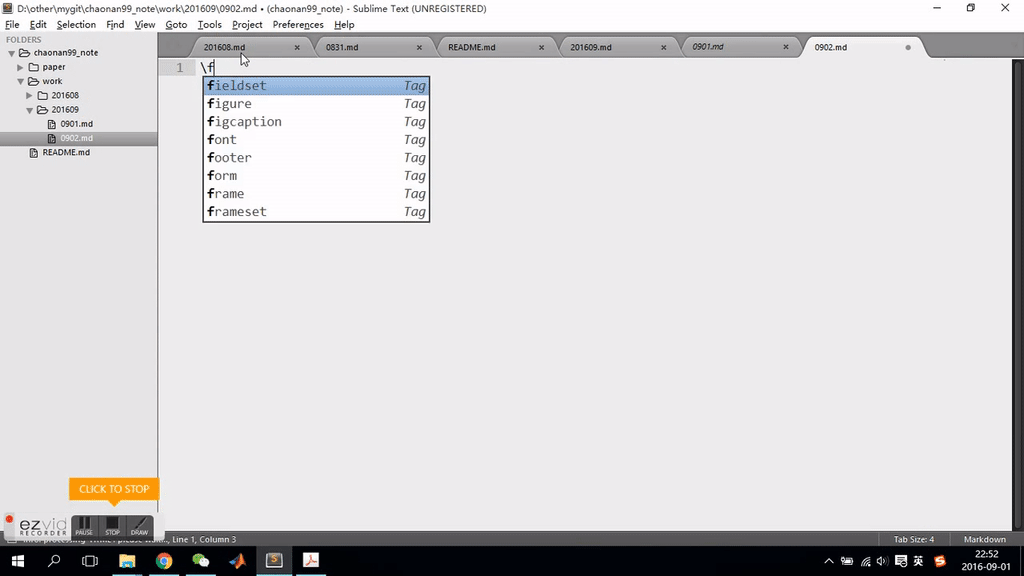 D:\other\mygit\chaonan99_note\work\201609\0902.md • (chaonan99_note) - Sublime Text (UNREGISTERED)
File Edit Selection Find View Goto Tools Project Preferences Help
FOLDERS
chaonan99_note
paper
work
201608
201609
0901.md
0902.md
README.md
201608.md
0831.md
README.md
201609.md
0901.md
0902.md
1 \f
fieldset Tag
figure Tag
figcaption Tag
font Tag
footer Tag
form Tag
frame Tag
frameset Tag
CLICK TO STOP
ezvid
RECORDER
PAUSE STOP DRAW
Line 1, Column 3
Tab Size: 4
Markdown
英
22:52
2016-09-01